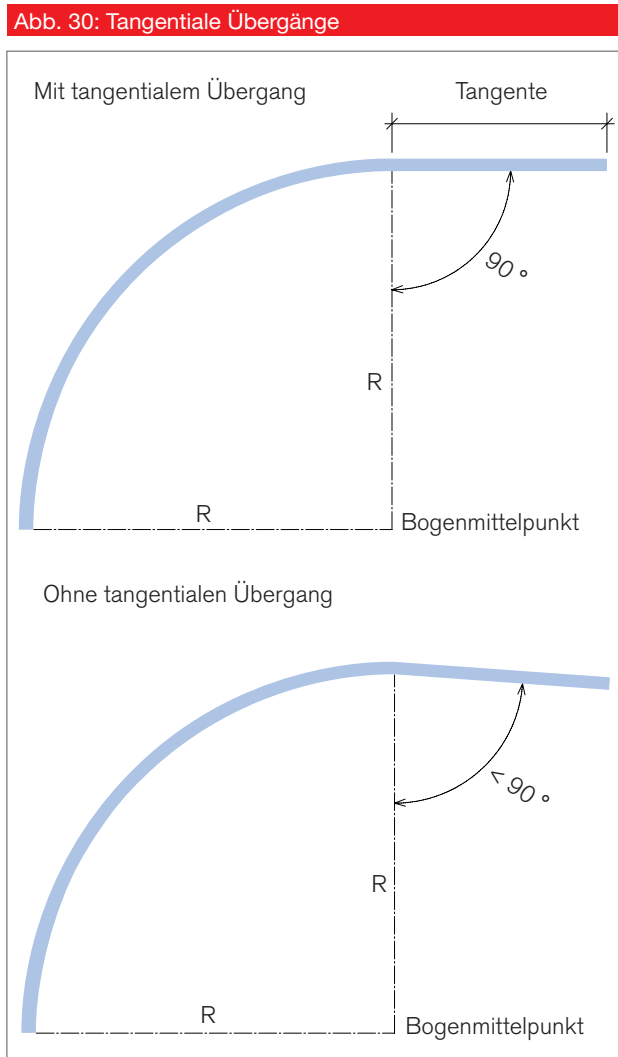 Abb. 30: Tangentiale Übergänge
Mit tangentialem Übergang
Tangente
90 °
R
R
Bogenmittelpunkt
Ohne tangentialen Übergang
< 90 °
R
R
Bogenmittelpunkt